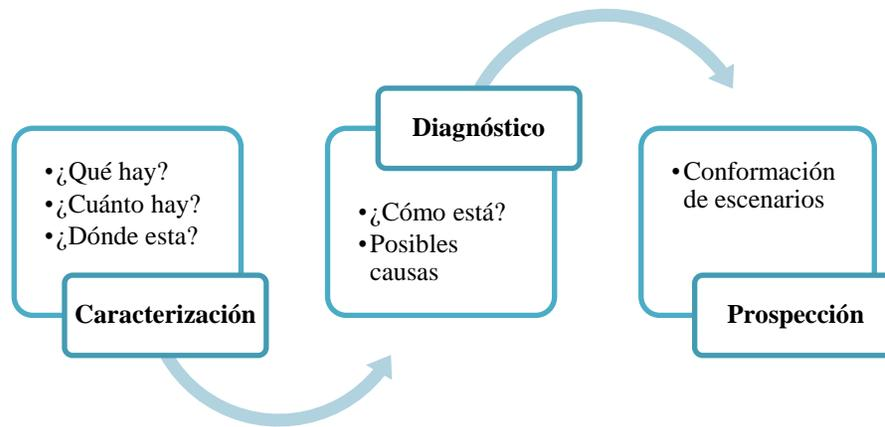 •¿Qué hay?
•¿Cuánto hay?
•¿Dónde esta?
Caracterización
Diagnóstico
•¿Cómo está?
•Posibles
causas
•Conformación
de escenarios
Prospección